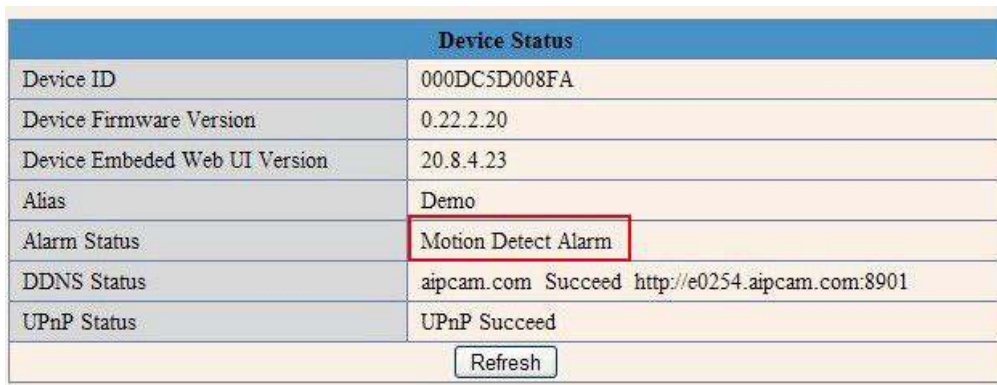 Device Status
Device ID 000DC5D008FA
Device Firmware Version 0.22.2.20
Device Embeded Web UI Version 20.8.4.23
Alias Demo
Alarm Status Motion Detect Alarm
DDNS Status aipcam.com Succeed http://e0254.aipcam.com:8901
UPnP Status UPnP Succeed
Refresh